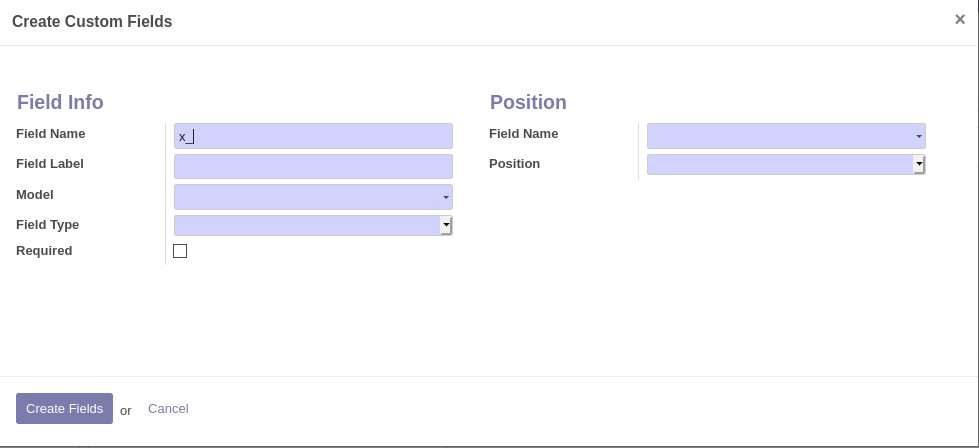 Create Custom Fields ×
Field Info
Field Name x_
Field Label
Model
Field Type
Required
Position
Field Name
Position
Create Fields or Cancel